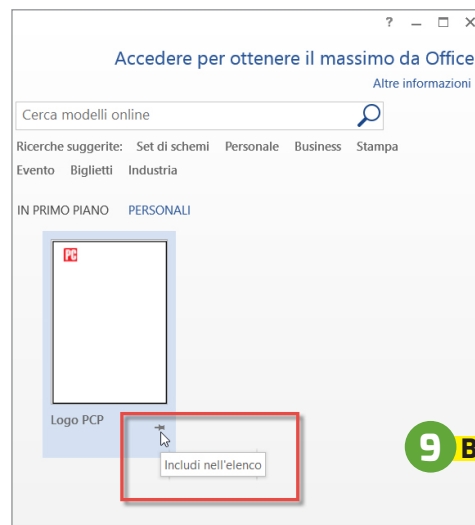 ?
Accedere per ottenere il massimo da Office
Altre informazioni
Cerca modelli online
Ricerche suggerite: Set di schemi Personale Business Stampa
Evento Biglietti Industria
IN PRIMO PIANO PERSONALI
PC
Logo PCP
Includi nell'elenco
9 B